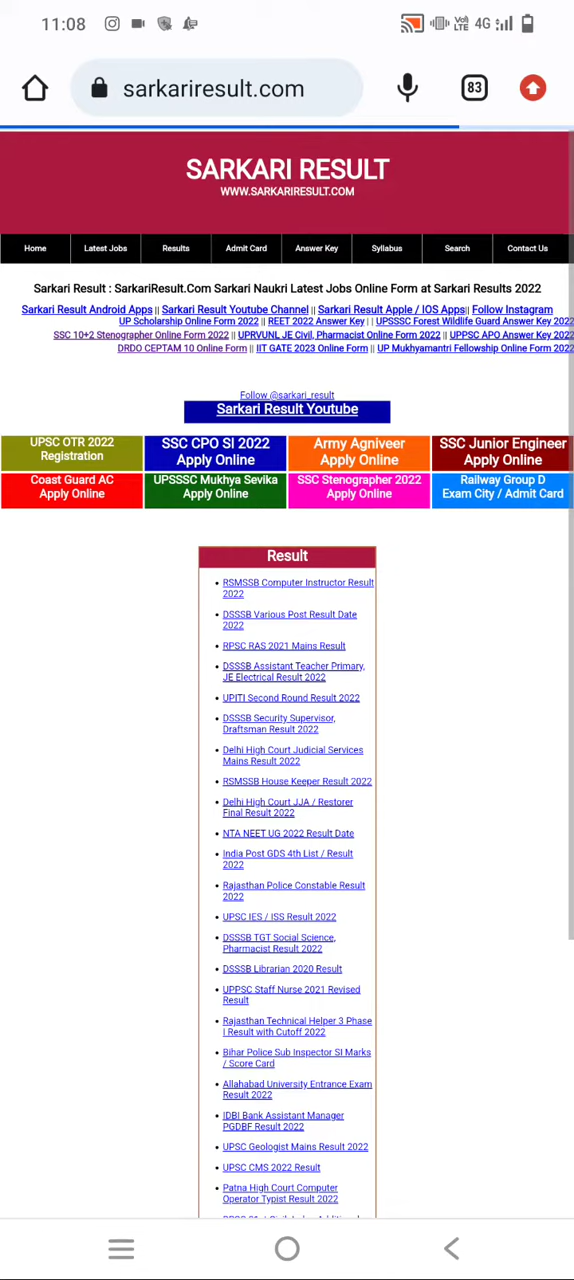 11:08
Vo)
LTE
4G
sarkariresult.com
83
SARKARI RESULT
WWW.SARKARIRESULT.COM
Home Latest Jobs Results Admit Card Answer Key Syllabus Search Contact Us
Sarkari Result : SarkariResult.Com Sarkari Naukri Latest Jobs Online Form at Sarkari Results 2022
Sarkari Result Android Apps || Sarkari Result Youtube Channel || Sarkari Result Apple / IOS Apps|| Follow Instagram
UP Scholarship Online Form 2022 || REET 2022 Answer Key | | UPSSSC Forest Wildlife Guard Answer Key 2022
SSC 10+2 Stenographer Online Form 2022 || UPRVUNL JE Civil, Pharmacist Online Form 2022 || UPPSC APO Answer Key 2022
DRDO CEPTAM 10 Online Form || IIT GATE 2023 Online Form || UP Mukhyamantri Fellowship Online Form 2022
Follow @sarkari_result
Sarkari Result Youtube
UPSC OTR 2022
Registration
SSC CPO SI 2022
Apply Online
Army Agniveer
Apply Online
SSC Junior Engineer
Apply Online
Coast Guard AC
Apply Online
UPSSSC Mukhya Sevika
Apply Online
SSC Stenographer 2022
Apply Online
Railway Group D
Exam City / Admit Card
Result
RSMSSB Computer Instructor Result
2022
DSSSB Various Post Result Date
2022
RPSC RAS 2021 Mains Result
DSSSB Assistant Teacher Primary,
JE Electrical Result 2022
UPITI Second Round Result 2022
DSSSB Security Supervisor,
Draftsman Result 2022
Delhi High Court Judicial Services
Mains Result 2022
RSMSSB House Keeper Result 2022
Delhi High Court JJA / Restorer
Final Result 2022
NTA NEET UG 2022 Result Date
India Post GDS 4th List / Result
2022
Rajasthan Police Constable Result
2022
UPSC IES / ISS Result 2022
DSSSB TGT Social Science,
Pharmacist Result 2022
DSSSB Librarian 2020 Result
UPPSC Staff Nurse 2021 Revised
Result
Rajasthan Technical Helper 3 Phase
I Result with Cutoff 2022
Bihar Police Sub Inspector SI Marks
/ Score Card
Allahabad University Entrance Exam
Result 2022
IDBI Bank Assistant Manager
PGDBF Result 2022
UPSC Geologist Mains Result 2022
UPSC CMS 2022 Result
Patna High Court Computer
Operator Typist Result 2022